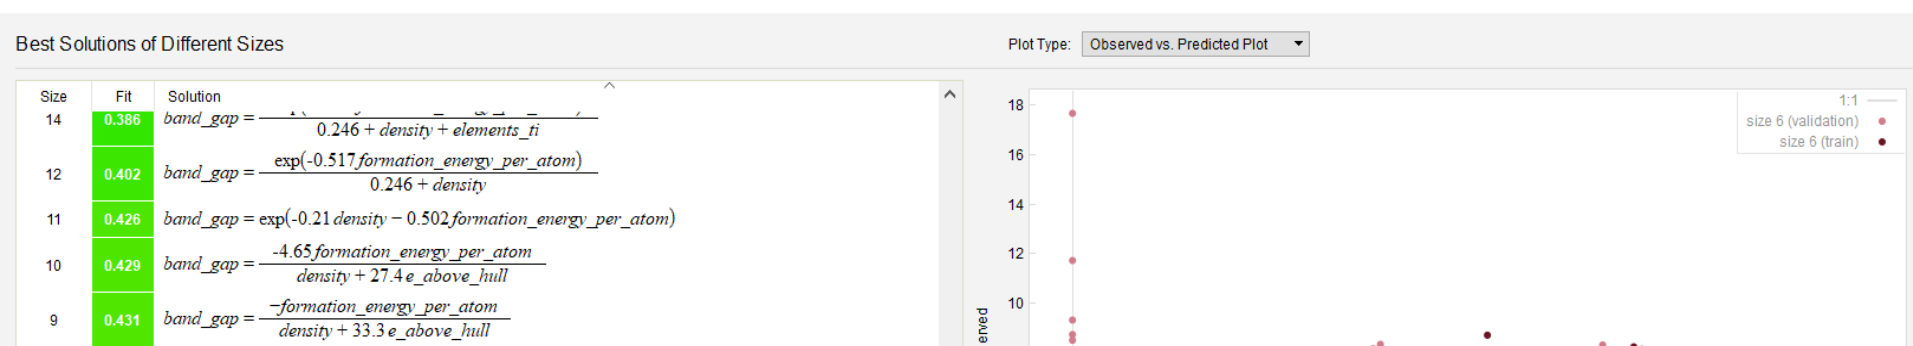 Best Solutions of Different Sizes
Plot Type: Observed vs. Predicted Plot
Size Fit Solution
14 0.386 band_gap =
0.246 + density + elements_ti
12 0.402 band_gap = exp(-0.517 formation_energy_per_atom)
0.246 + density
11 0.426 band_gap = exp(-0.21 density − 0.502 formation_energy_per_atom)
10 0.429 band_gap = -4.65 formation_energy_per_atom
density + 27.4 e_above_hull
9 0.431 band_gap = −formation_energy_per_atom
density + 33.3 e_above_hull
18
16
14
12
10
erved
1:1
size 6 (validation)
size 6 (train)